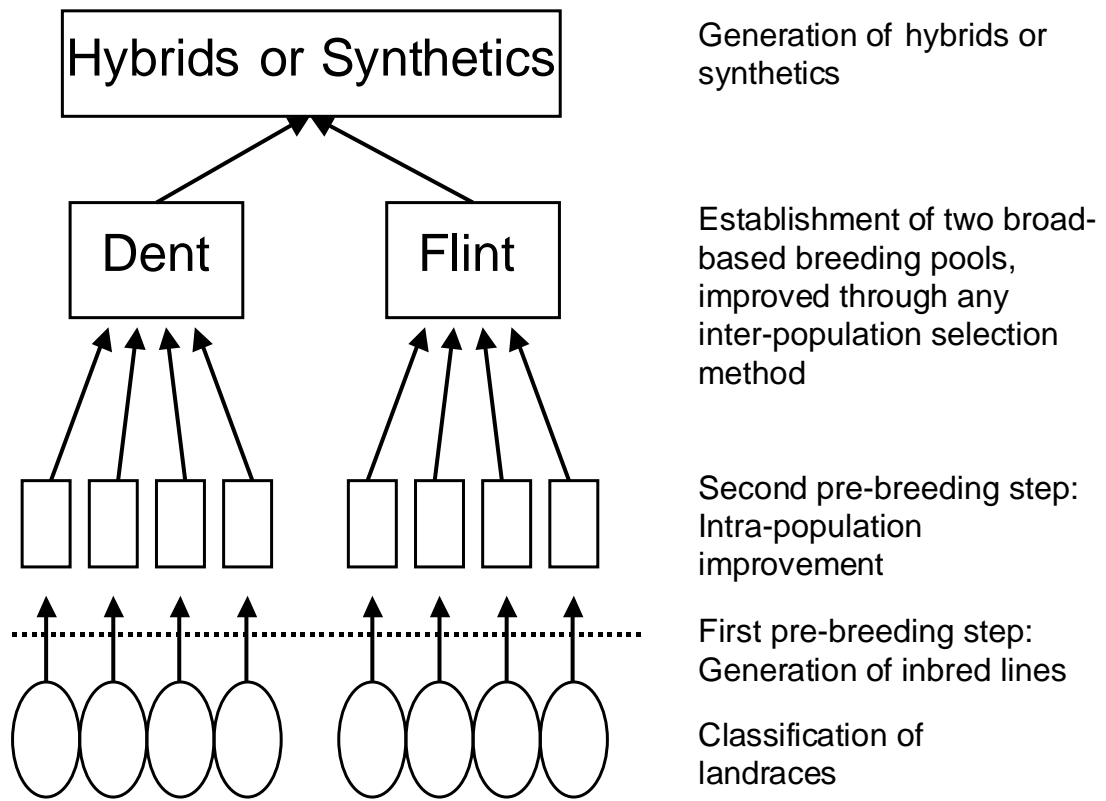 Hybrids or Synthetics
Generation of hybrids or
synthetics
Dent
Flint
Establishment of two broad-
based breeding pools,
improved through any
inter-population selection
method
Second pre-breeding step:
Intra-population
improvement
First pre-breeding step:
Generation of inbred lines
Classification of
landraces